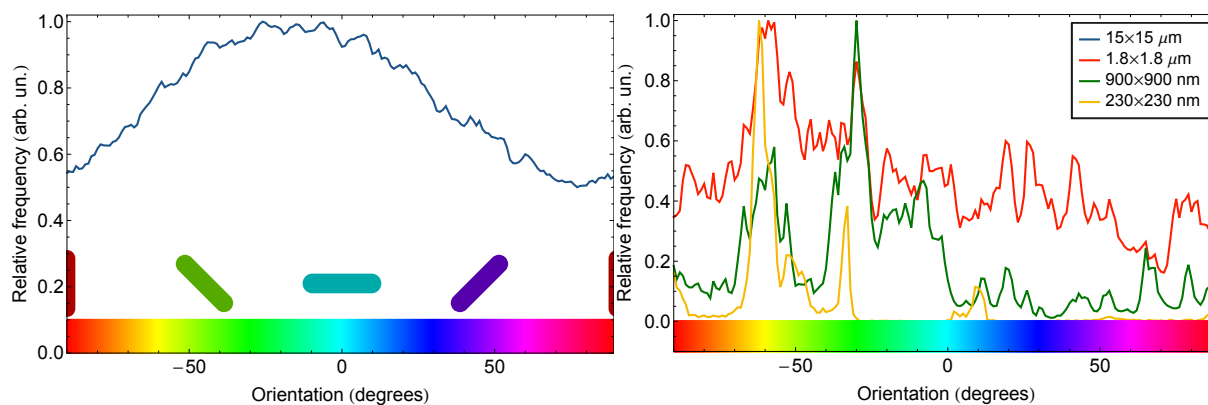 Relative frequency (arb. un.)
1.0
0.8
0.6
0.4
0.2
0.0
−50
0
50
Orientation (degrees)
Relative frequency (arb. un.)
1.0
0.8
0.6
0.4
0.2
0.0
−50
0
50
Orientation (degrees)
15×15 μm
1.8×1.8 μm
900×900 nm
230×230 nm